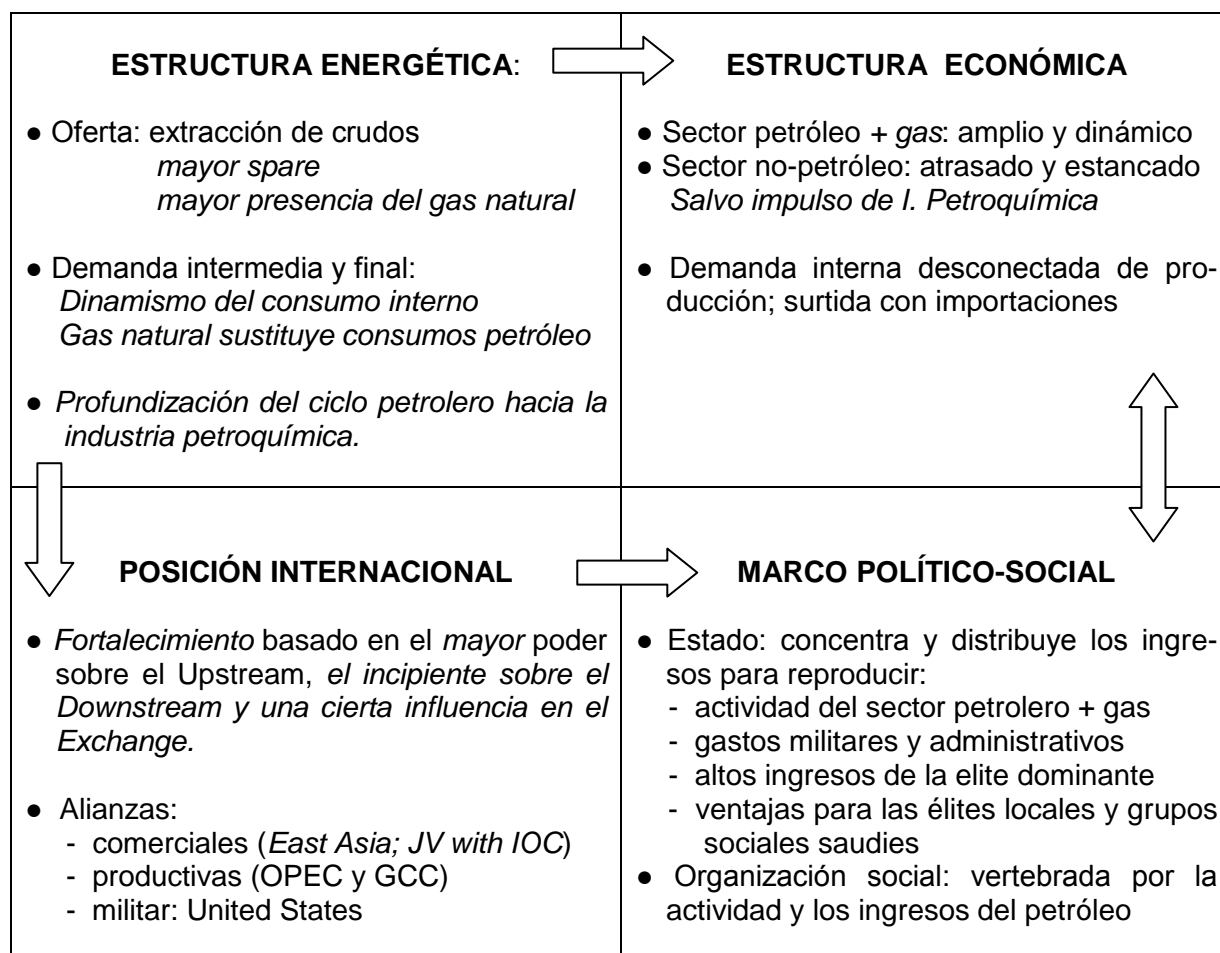 ESTRUCTURA ENERGÉTICA:
● Oferta: extracción de crudos
mayor spare
mayor presencia del gas natural
● Demanda intermedia y final:
Dinamismo del consumo interno
Gas natural sustituye consumos petróleo
● Profundización del ciclo petrolero hacia la
industria petroquímica.
ESTRUCTURA ECONÓMICA
● Sector petróleo + gas: amplio y dinámico
● Sector no-petróleo: atrasado y estancado
Salvo impulso de I. Petroquímica
● Demanda interna desconectada de pro-
ducción; surtida con importaciones
POSICIÓN INTERNACIONAL
● Fortalecimiento basado en el mayor poder
sobre el Upstream, el incipiente sobre el
Downstream y una cierta influencia en el
Exchange.
● Alianzas:
- comerciales (East Asia; JV with IOC)
- productivas (OPEC y GCC)
- militar: United States
MARCO POLÍTICO-SOCIAL
● Estado: concentra y distribuye los ingre-
sos para reproducir:
- actividad del sector petrolero + gas
- gastos militares y administrativos
- altos ingresos de la elite dominante
- ventajas para las élites locales y grupos
sociales saudies
● Organización social: vertebrada por la
actividad y los ingresos del petróleo